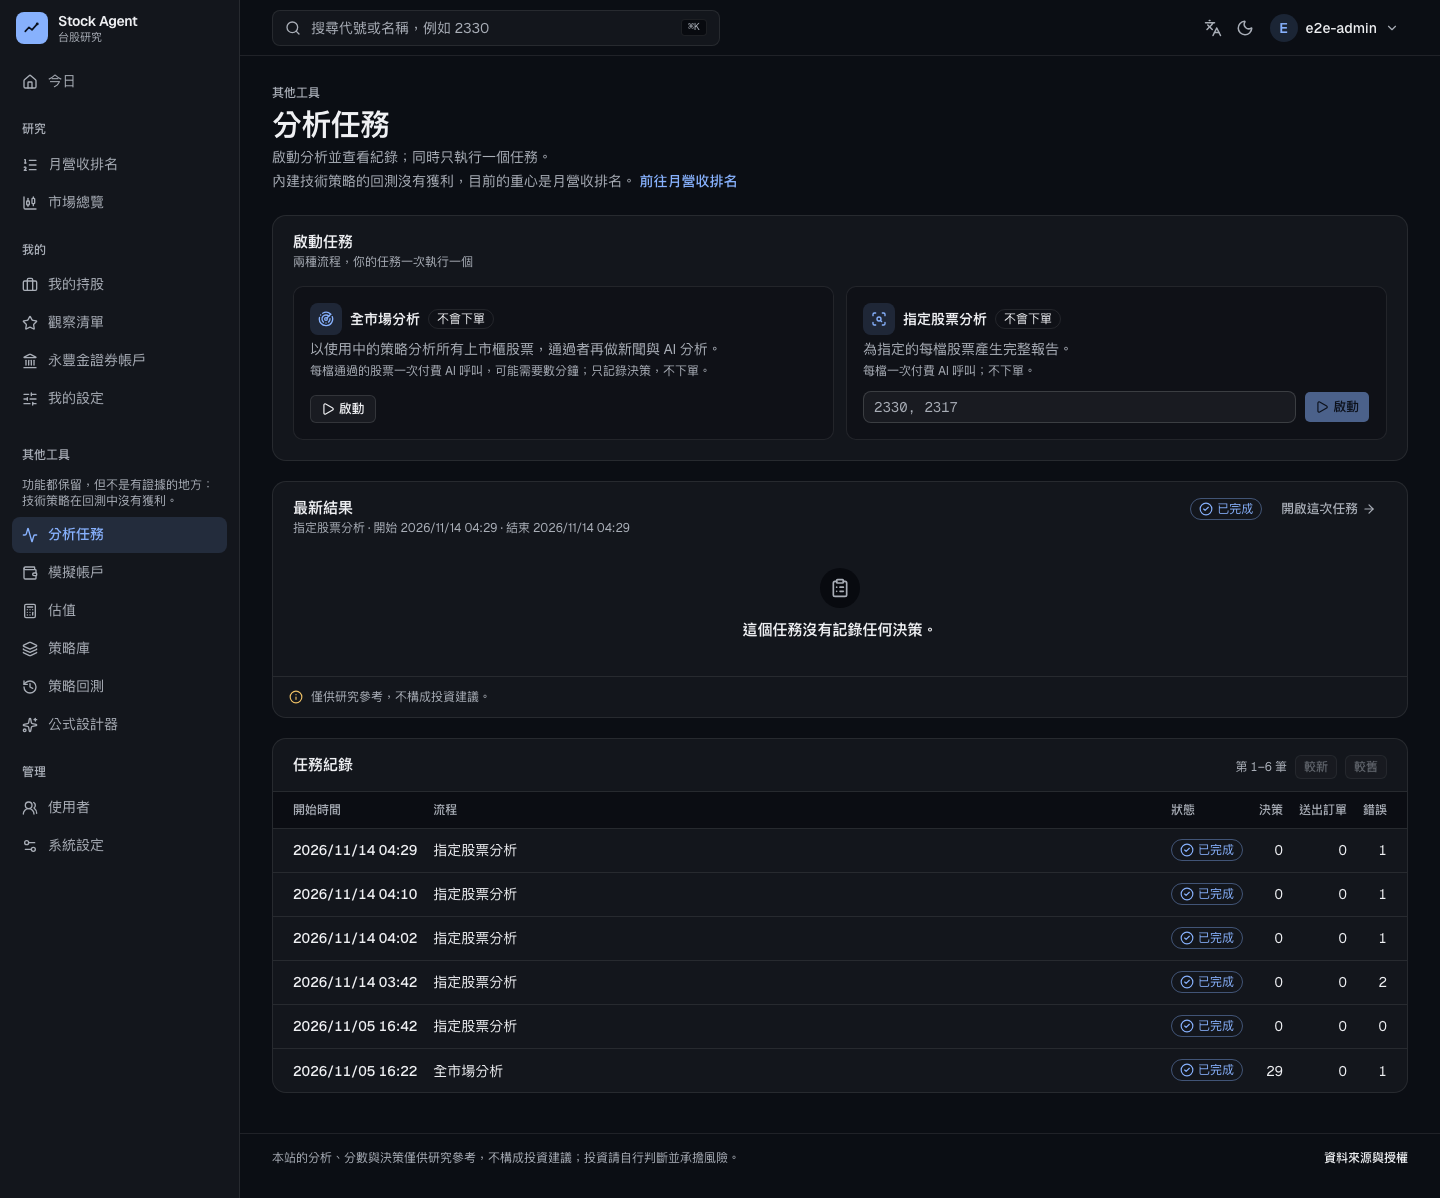 Stock Agent
台股研究
搜尋代號或名稱，例如 2330
⌘K
E
e2e-admin
今日
研究
月營收排名
市場總覽
我的
我的持股
觀察清單
永豐金證券帳戶
我的設定
其他工具
功能都保留，但不是有證據的地方：
技術策略在回測中沒有獲利。
分析任務
模擬帳戶
估值
策略庫
策略回測
公式設計器
管理
使用者
系統設定
其他工具
分析任務
啟動分析並查看紀錄；同時只執行一個任務。
內建技術策略的回測沒有獲利，目前的重心是月營收排名。 前往月營收排名
啟動任務
兩種流程，你的任務一次執行一個
全市場分析 不會下單
以使用中的策略分析所有上市櫃股票，通過者再做新聞與 AI 分析。
每檔通過的股票一次付費 AI 呼叫，可能需要數分鐘；只記錄決策，不下單。
啟動
指定股票分析 不會下單
為指定的每檔股票產生完整報告。
每檔一次付費 AI 呼叫；不下單。
2330, 2317
啟動
最新結果
指定股票分析 · 開始 2026/11/14 04:29 · 結束 2026/11/14 04:29
已完成
開啟這次任務
這個任務沒有記錄任何決策。
僅供研究參考，不構成投資建議。
任務紀錄
第 1–6 筆 較新 較舊
開始時間 流程 狀態 決策 送出訂單 錯誤
2026/11/14 04:29 指定股票分析 已完成 0 0 1
2026/11/14 04:10 指定股票分析 已完成 0 0 1
2026/11/14 04:02 指定股票分析 已完成 0 0 1
2026/11/14 03:42 指定股票分析 已完成 0 0 2
2026/11/05 16:42 指定股票分析 已完成 0 0 0
2026/11/05 16:22 全市場分析 已完成 29 0 1
本站的分析、分數與決策僅供研究參考，不構成投資建議；投資請自行判斷並承擔風險。
資料來源與授權